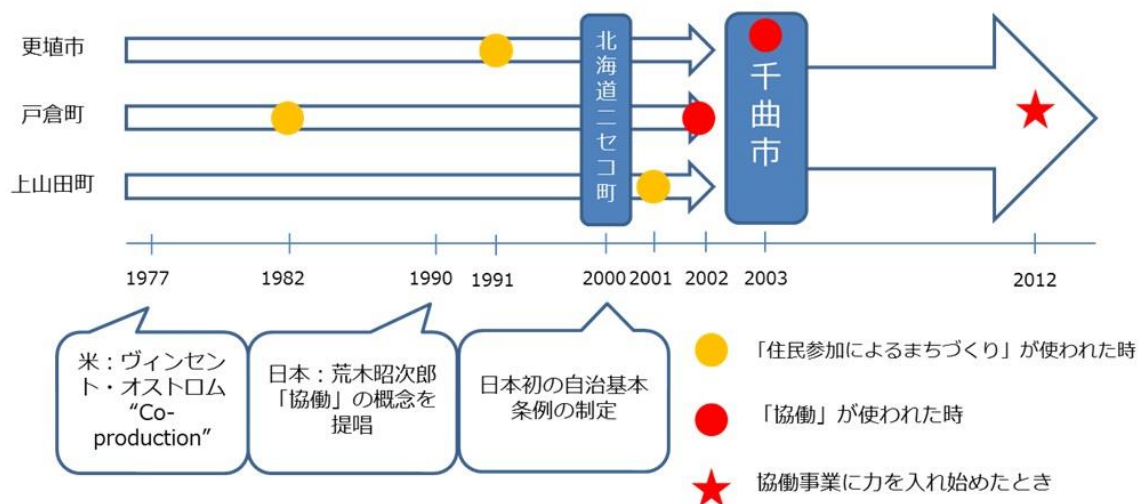 更埴市
戸倉町
上山田町
北海道ニセコ町
千曲市
1977
1982
1990
1991
2000
2001
2002
2003
2012
米：ヴィンセン
ト・オストロム
“Co-
production”
日本：荒木昭次郎
「協働」の概念を
提唱
日本初の自治基本
条例の制定
「住民参加によるまちづくり」が使われた時
「協働」が使われた時
協働事業に力を入れ始めたとき